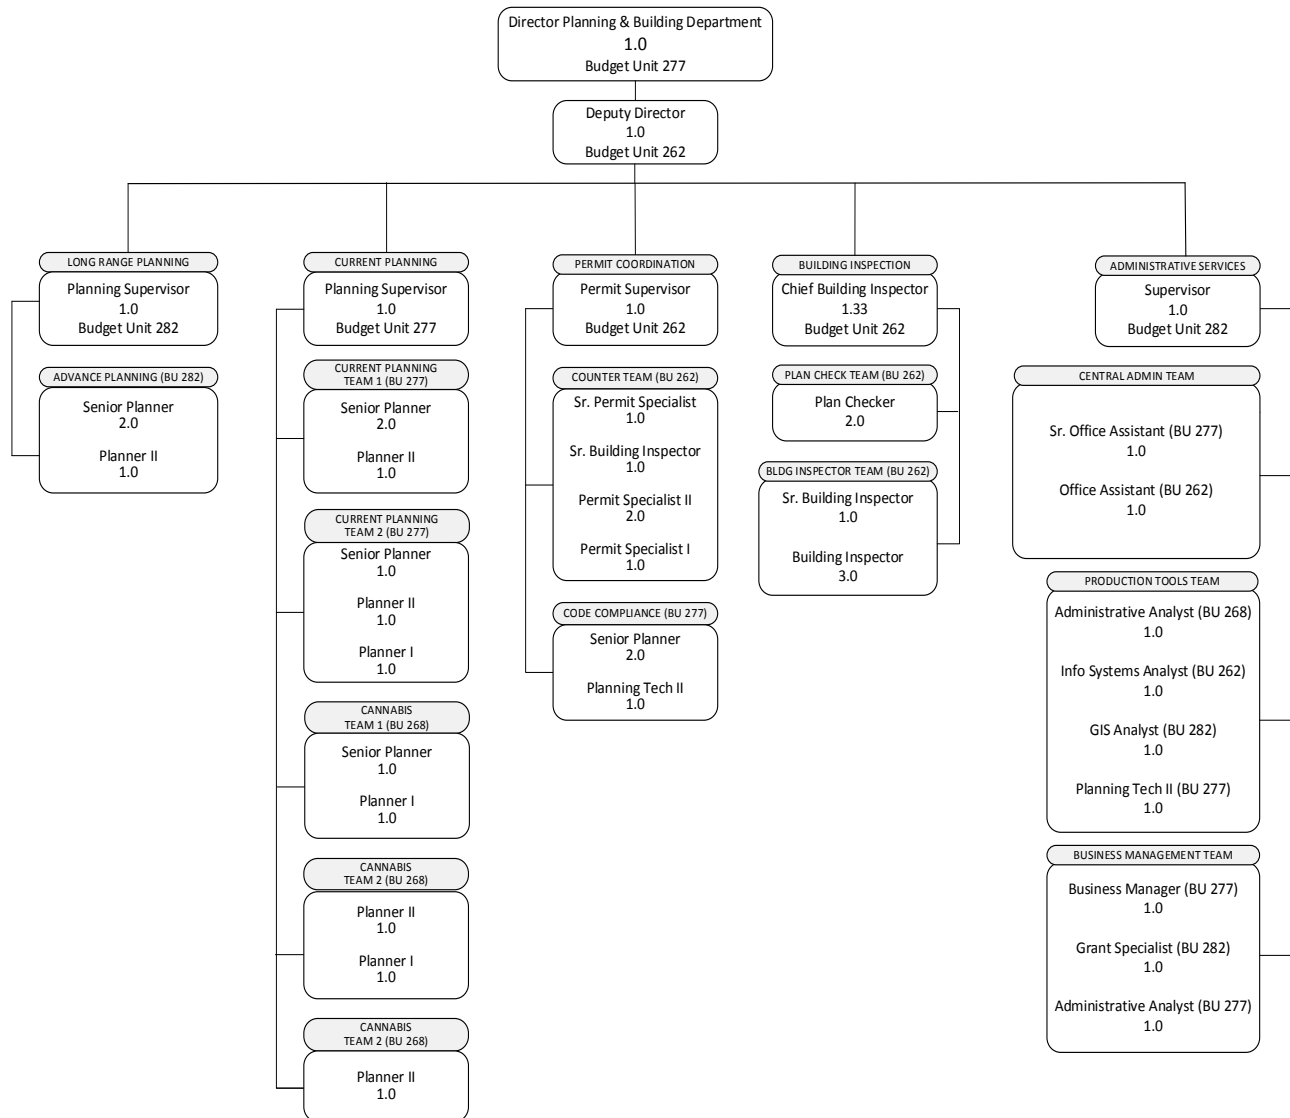 Director Planning & Building Department
1.0
Budget Unit 277
Deputy Director
1.0
Budget Unit 262
LONG RANGE PLANNING
Planning Supervisor
1.0
Budget Unit 282
ADVANCE PLANNING (BU 282)
Senior Planner
2.0
Planner II
1.0
CURRENT PLANNING
Planning Supervisor
1.0
Budget Unit 277
CURRENT PLANNING
TEAM 1 (BU 277)
Senior Planner
2.0
Planner II
1.0
CURRENT PLANNING
TEAM 2 (BU 277)
Senior Planner
1.0
Planner II
1.0
Planner I
1.0
CANNABIS
TEAM 1 (BU 268)
Senior Planner
1.0
Planner I
1.0
CANNABIS
TEAM 2 (BU 268)
Planner II
1.0
Planner I
1.0
CANNABIS
TEAM 2 (BU 268)
Planner II
1.0
PERMIT COORDINATION
Permit Supervisor
1.0
Budget Unit 262
COUNTER TEAM (BU 262)
Sr. Permit Specialist
1.0
Sr. Building Inspector
1.0
Permit Specialist II
2.0
Permit Specialist I
1.0
CODE COMPLIANCE (BU 277)
Senior Planner
2.0
Planning Tech II
1.0
BUILDING INSPECTION
Chief Building Inspector
1.33
Budget Unit 262
PLAN CHECK TEAM (BU 262)
Plan Checker
2.0
BLDG INSPECTOR TEAM (BU 262)
Sr. Building Inspector
1.0
Building Inspector
3.0
ADMINISTRATIVE SERVICES
Supervisor
1.0
Budget Unit 282
CENTRAL ADMIN TEAM
Sr. Office Assistant (BU 277)
1.0
Office Assistant (BU 262)
1.0
PRODUCTION TOOLS TEAM
Administrative Analyst (BU 268)
1.0
Info Systems Analyst (BU 262)
1.0
GIS Analyst (BU 282)
1.0
Planning Tech II (BU 277)
1.0
BUSINESS MANAGEMENT TEAM
Business Manager (BU 277)
1.0
Grant Specialist (BU 282)
1.0
Administrative Analyst (BU 277)
1.0